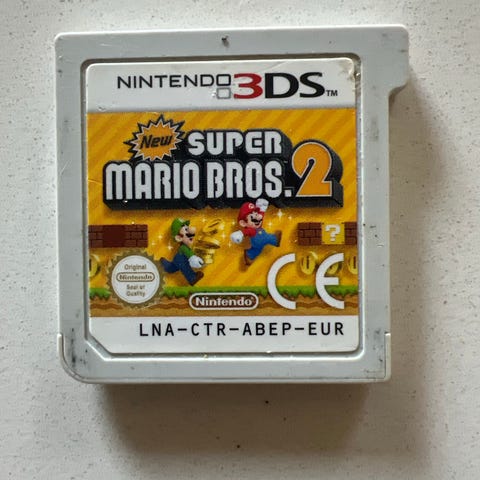 NINTENDO 3DS™
New SUPER
MARIO BROS. 2
?
Original
Nintendo
Seal of
Quality
CE
Nintendo
LNA-CTR-ABEP-EUR